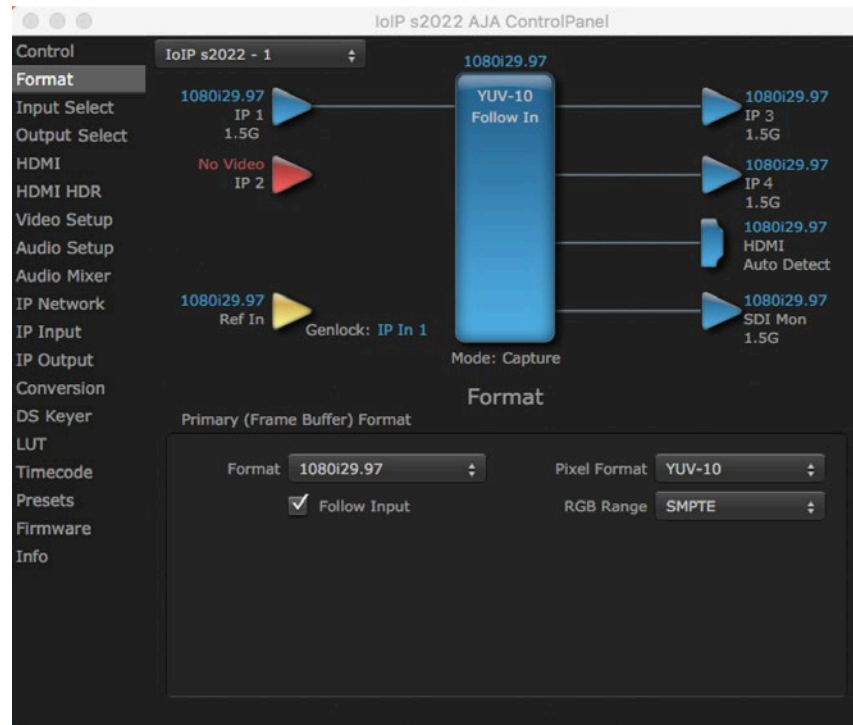 IoIP s2022 AJA ControlPanel
Control
Format
Input Select
Output Select
HDMI
HDMI HDR
Video Setup
Audio Setup
Audio Mixer
IP Network
IP Input
IP Output
Conversion
DS Keyer
LUT
Timecode
Presets
Firmware
Info
IoIP s2022 - 1
1080i29.97
1080i29.97
IP 1
1.5G
No Video
IP 2
1080i29.97
Ref In
Genlock: IP In 1
YUV-10
Follow In
Mode: Capture
1080i29.97
IP 3
1.5G
1080i29.97
IP 4
1.5G
1080i29.97
HDMI
Auto Detect
1080i29.97
SDI Mon
1.5G
Format
Primary (Frame Buffer) Format
Format 1080i29.97 Pixel Format YUV-10
Follow Input RGB Range SMPTE